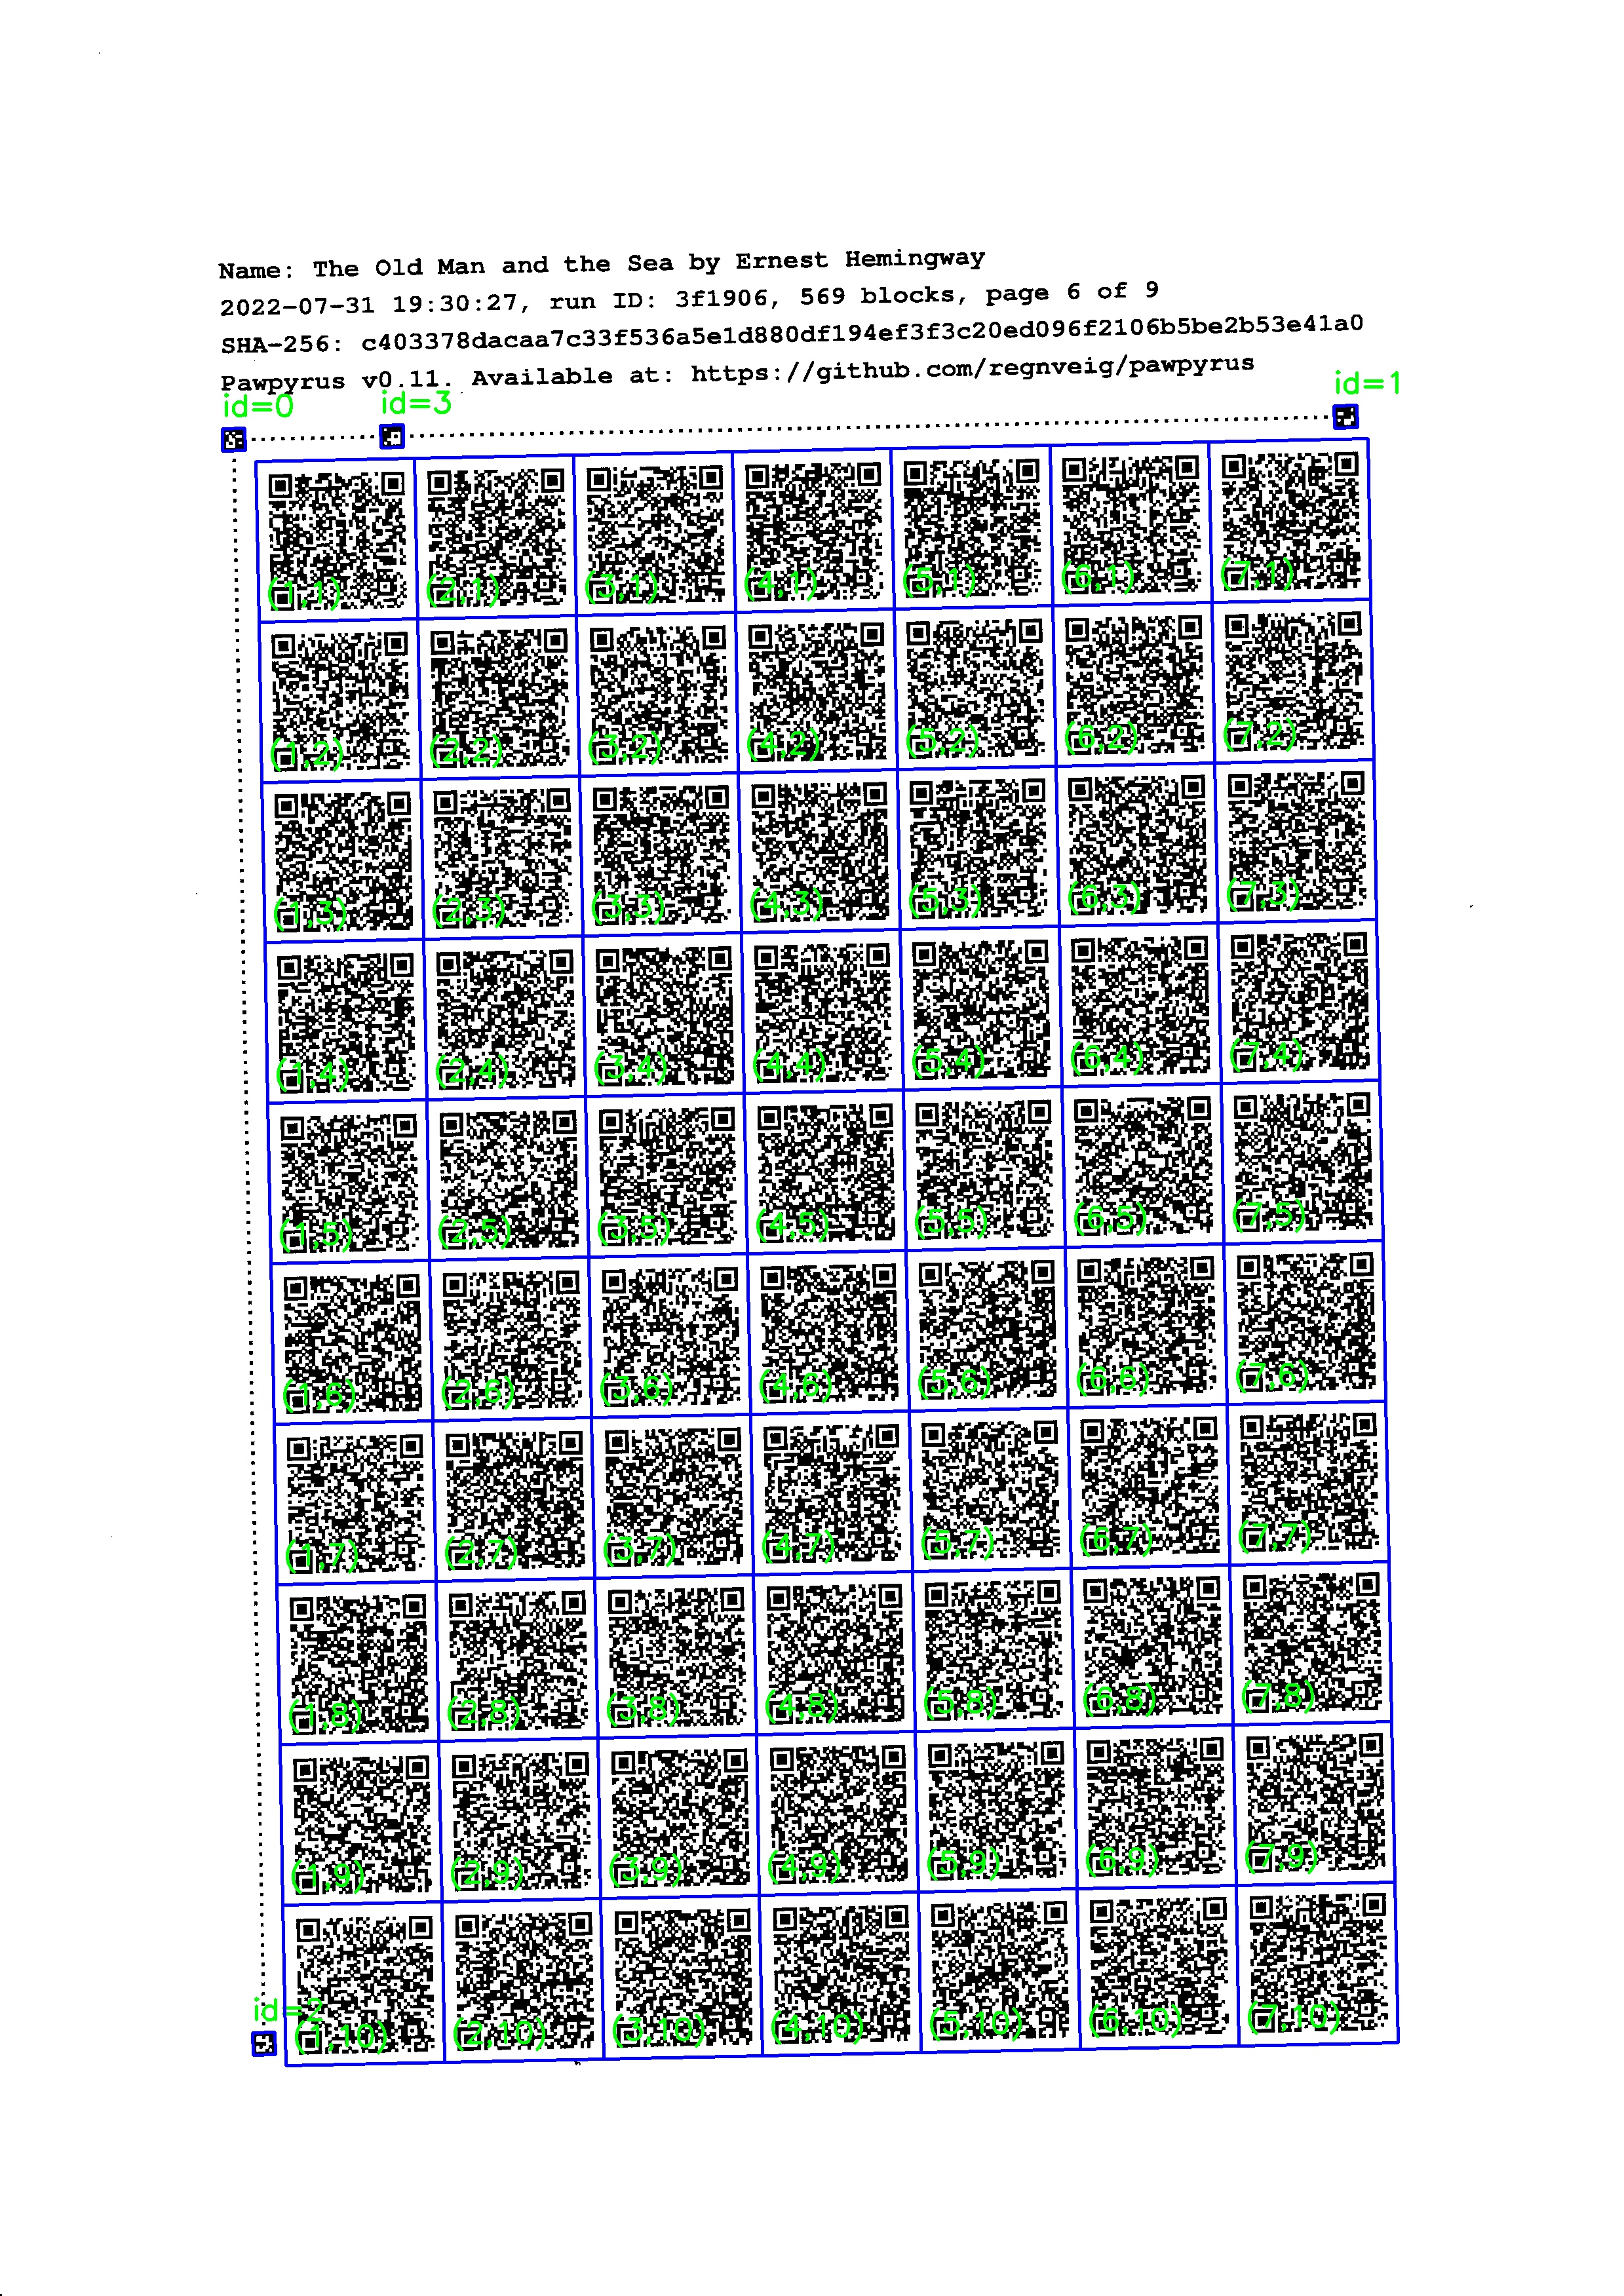 Name: The Old Man and the Sea by Ernest Hemingway
2022-07-31 19:30:27, run ID: 3f1906, 569 blocks, page 6 of 9
SHA-256: c403378dacaa7c33f536a5e1d880df194ef3f3c20ed096f2106b5be2b53e41a0
Pawpyrus v0.11. Available at: https://github.com/regnveig/pawpyrus
id=0 id=3 id=1
(1,1) (2,1) (3,1) (4,1) (5,1) (6,1) (7,1)
(1,2) (2,2) (3,2) (4,2) (5,2) (6,2) (7,2)
(1,3) (2,3) (3,3) (4,3) (5,3) (6,3) (7,3)
(1,4) (2,4) (3,4) (4,4) (5,4) (6,4) (7,4)
(1,5) (2,5) (3,5) (4,5) (5,5) (6,5) (7,5)
(1,6) (2,6) (3,6) (4,6) (5,6) (6,6) (7,6)
(1,7) (2,7) (3,7) (4,7) (5,7) (6,7) (7,7)
(1,8) (2,8) (3,8) (4,8) (5,8) (6,8) (7,8)
(1,9) (2,9) (3,9) (4,9) (5,9) (6,9) (7,9)
id=2
(1,10) (2,10) (3,10) (4,10) (5,10) (6,10) (7,10)